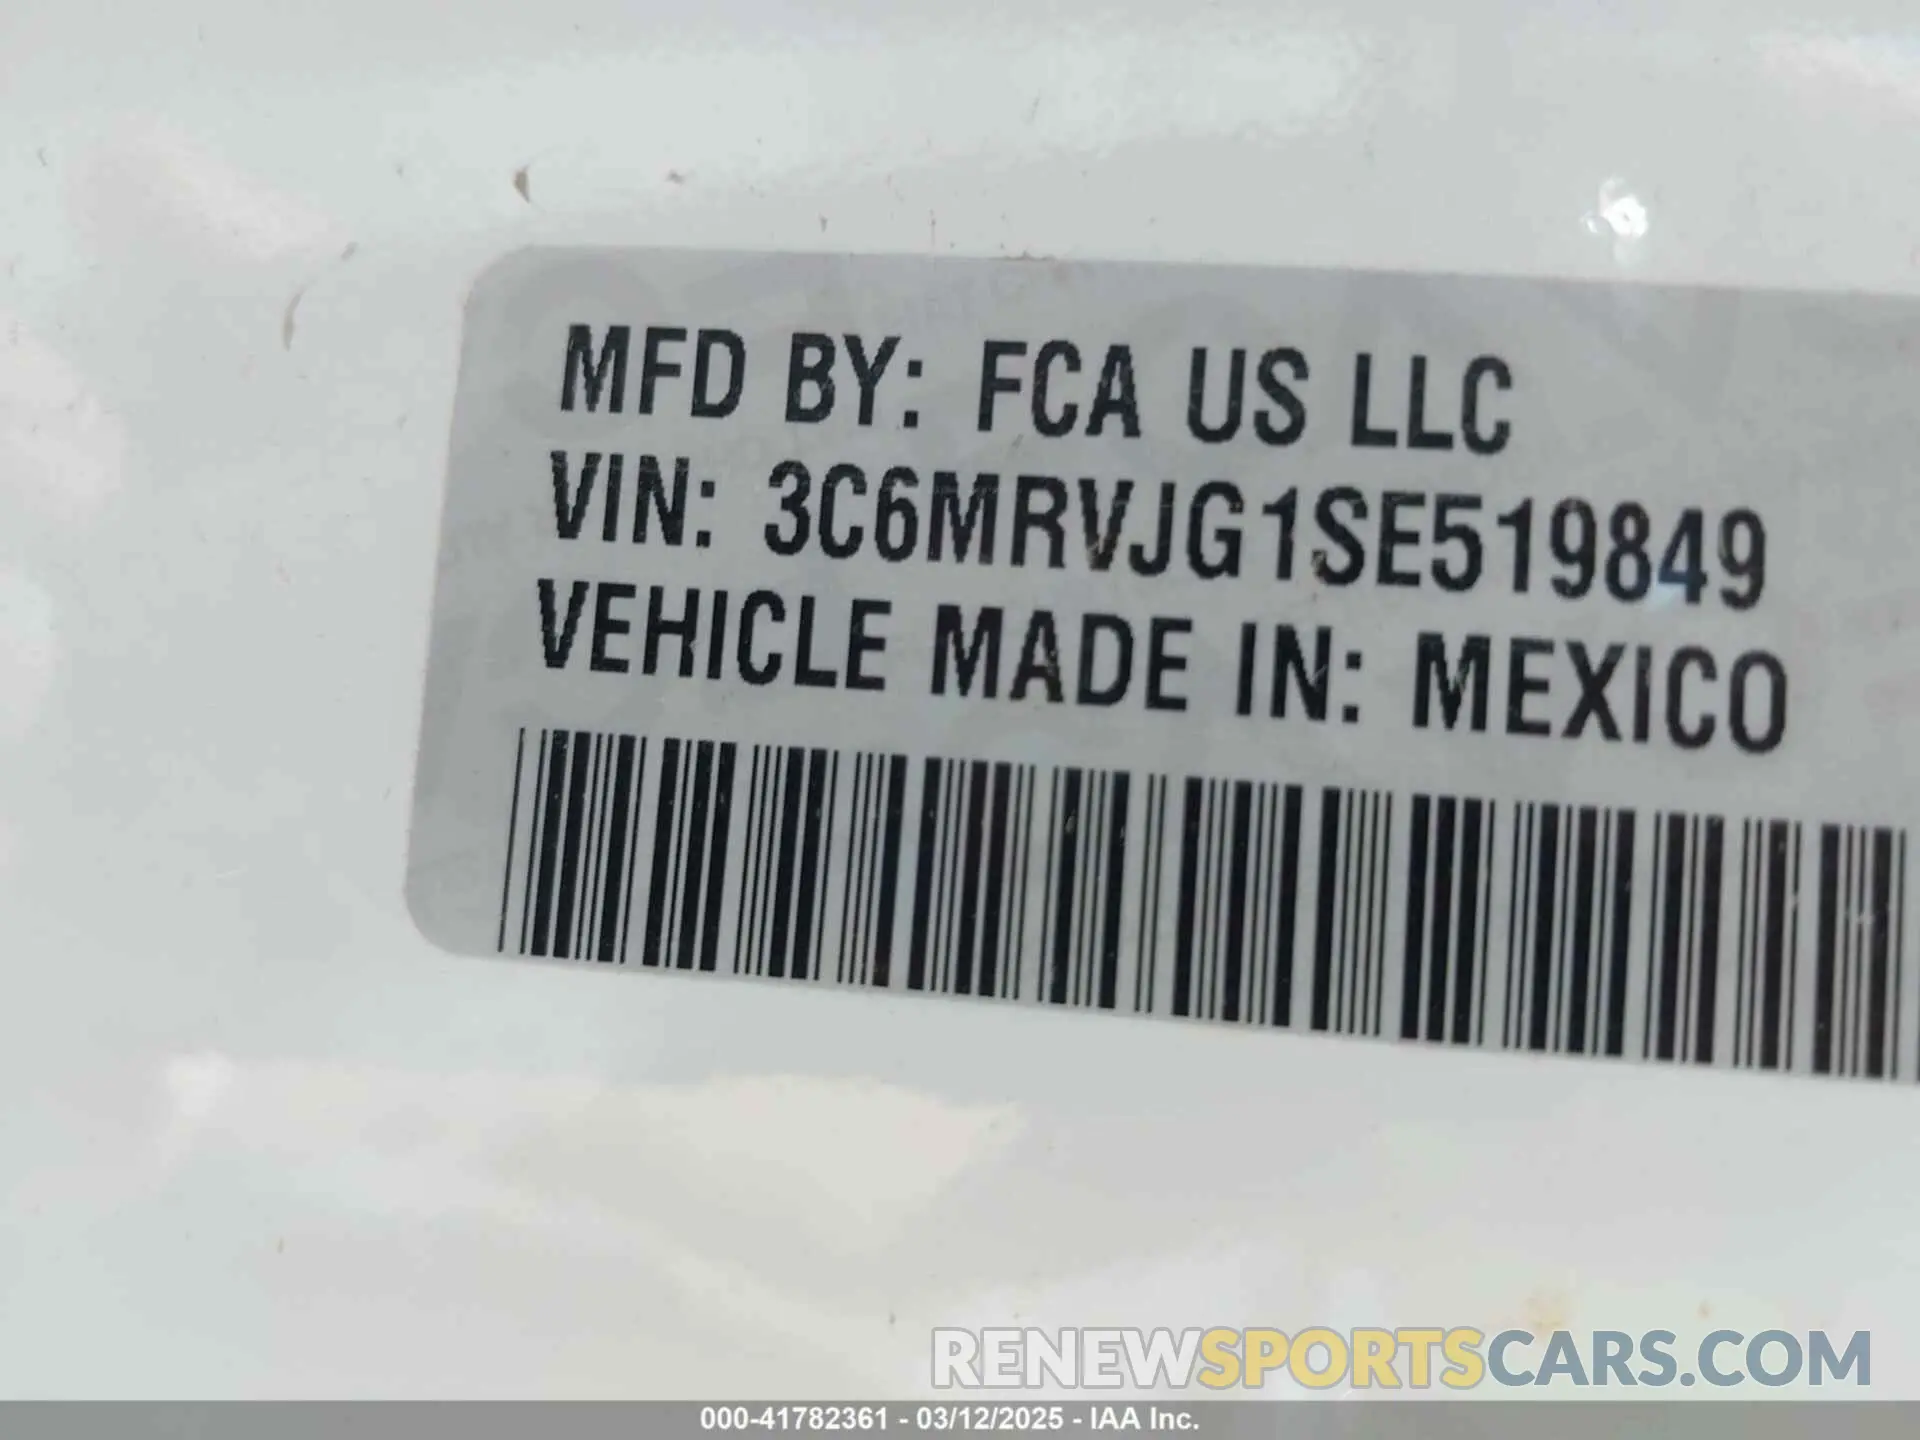 MFD BY: FCA US LLC
VIN: 3C6MRVJG1SE519849
VEHICLE MADE IN: MEXICO
RENEWSPORTSCARS.COM
000-41782361 - 03/12/2025 - IAA Inc.